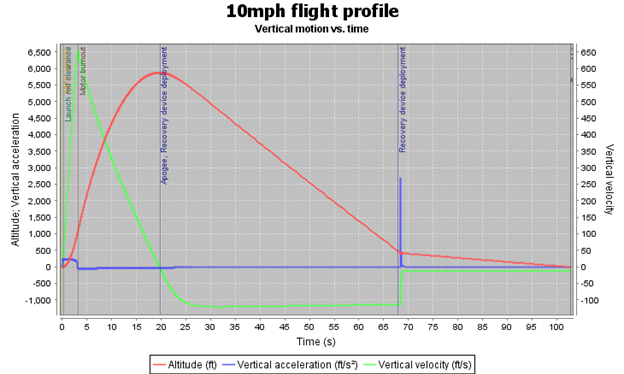 10mph flight profile
Vertical motion vs. time
Altitude; Vertical acceleration
6,500
6,000
5,500
5,000
4,500
4,000
3,500
3,000
2,500
2,000
1,500
1,000
500
0
-500
-1,000
Launch rod clearance
Motor burnout
Apogee, Recovery device deployment
Recovery device deployment
650
600
550
500
450
400
350
300
250
200
150
100
50
0
-50
-100
Vertical velocity
0 5 10 15 20 25 30 35 40 45 50 55 60 65 70 75 80 85 90 95 100
Time (s)
Altitude (ft) Vertical acceleration (ft/s²) Vertical velocity (ft/s)